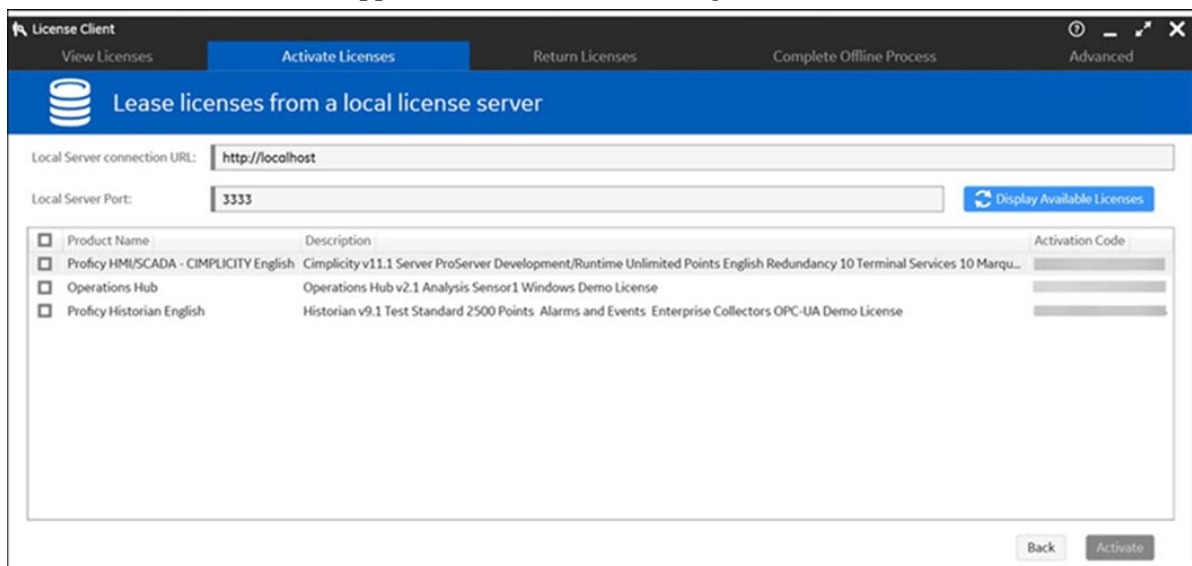 License Client
View Licenses Activate Licenses Return Licenses Complete Offline Process Advanced
Lease licenses from a local license server
Local Server connection URL: http://localhost
Local Server Port: 3333 Display Available Licenses
Product Name Description Activation Code
Proficy HMI/SCADA - CIMPLICITY English Cimplicity v11.1 Server ProServer Development/Runtime Unlimited Points English Redundancy 10 Terminal Services 10 Marqu...
Operations Hub Operations Hub v2.1 Analysis Sensor1 Windows Demo License
Proficy Historian English Historian v9.1 Test Standard 2500 Points Alarms and Events Enterprise Collectors OPC-UA Demo License
Back Activate